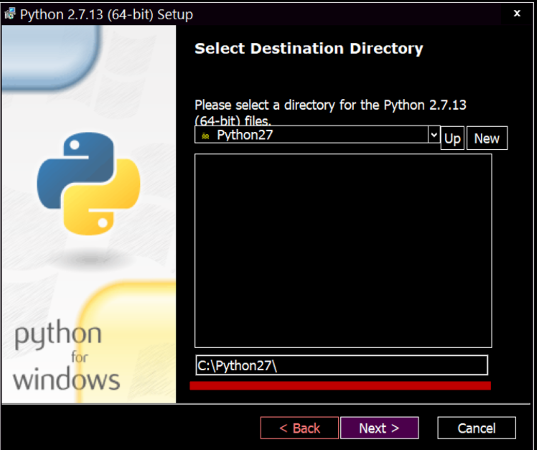 Python 2.7.13 (64-bit) Setup
x
Select Destination Directory
Please select a directory for the Python 2.7.13
(64-bit) files.
Python27
Up
New
C:\Python27\
python
for
windows
< Back
Next >
Cancel